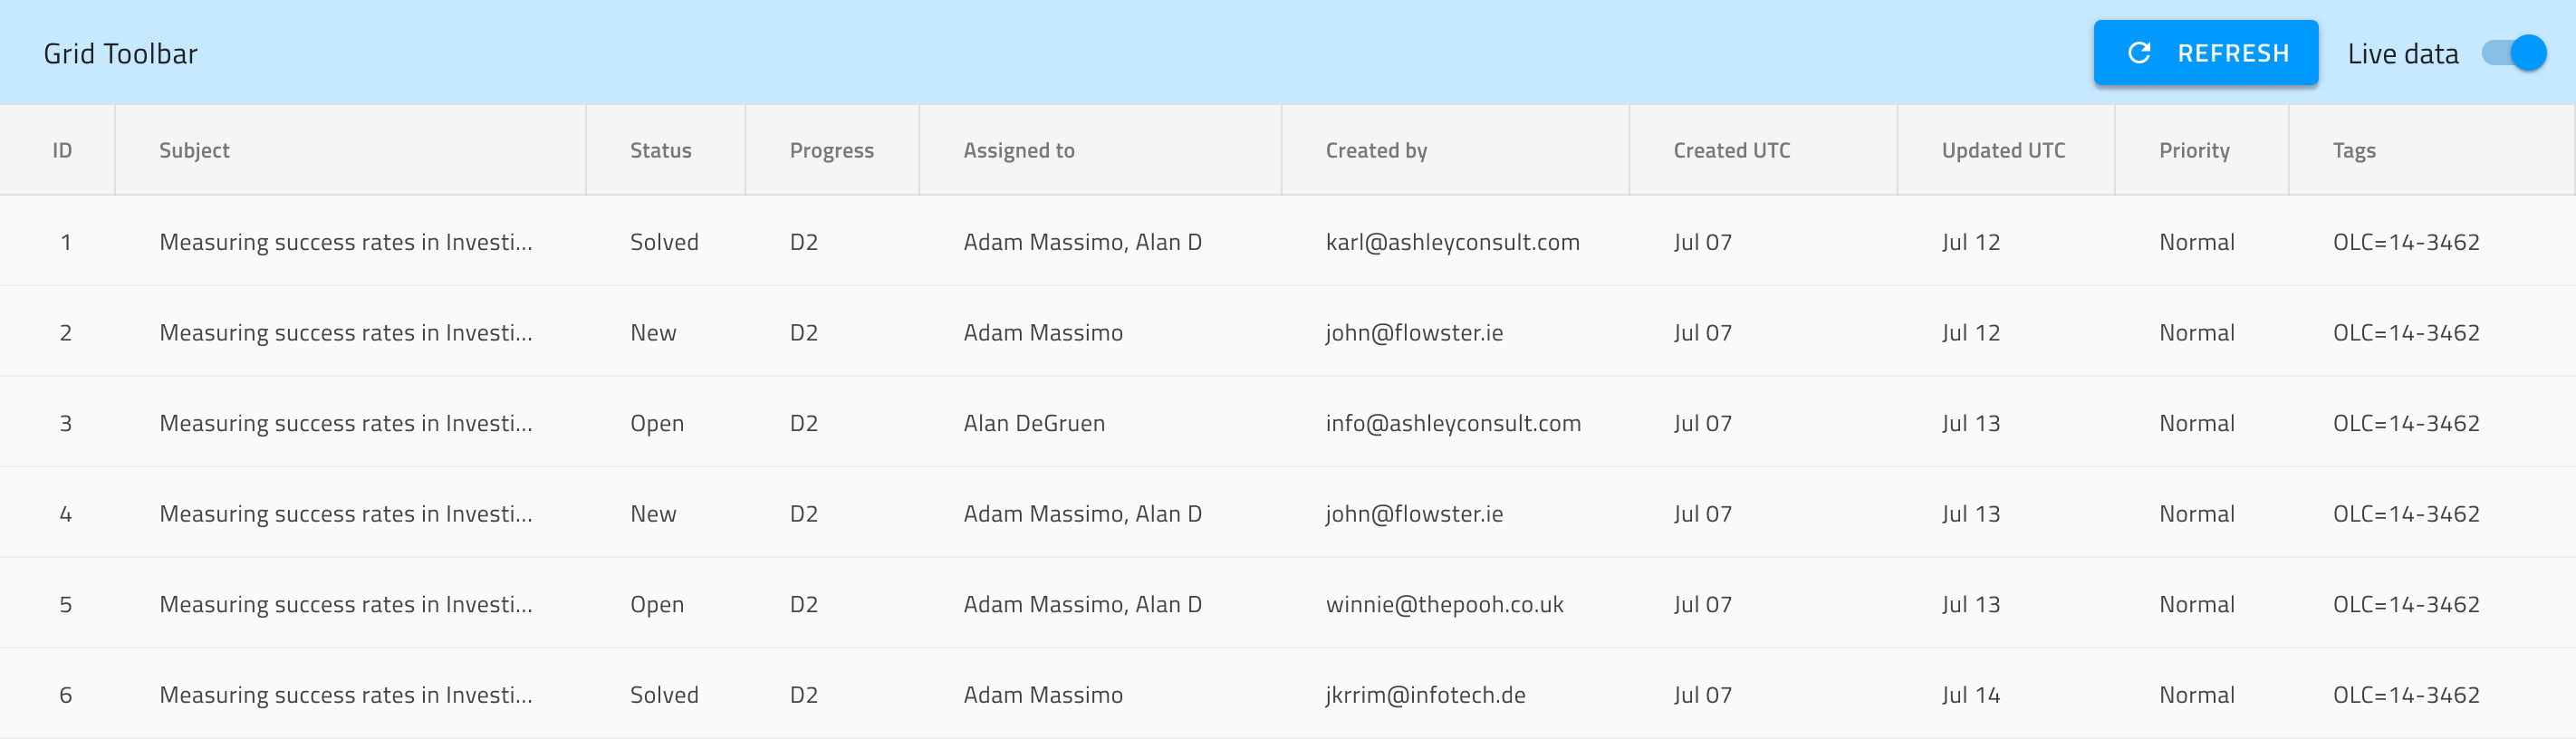 Grid Toolbar REFRESH Live data
ID Subject Status Progress Assigned to Created by Created UTC Updated UTC Priority Tags
1 Measuring success rates in Investi... Solved D2 Adam Massimo, Alan D karl@ashleyconsult.com Jul 07 Jul 12 Normal OLC=14-3462
2 Measuring success rates in Investi... New D2 Adam Massimo john@flowster.ie Jul 07 Jul 12 Normal OLC=14-3462
3 Measuring success rates in Investi... Open D2 Alan DeGruen info@ashleyconsult.com Jul 07 Jul 13 Normal OLC=14-3462
4 Measuring success rates in Investi... New D2 Adam Massimo, Alan D john@flowster.ie Jul 07 Jul 13 Normal OLC=14-3462
5 Measuring success rates in Investi... Open D2 Adam Massimo, Alan D winnie@thepooh.co.uk Jul 07 Jul 13 Normal OLC=14-3462
6 Measuring success rates in Investi... Solved D2 Adam Massimo jkrrim@infotech.de Jul 07 Jul 14 Normal OLC=14-3462